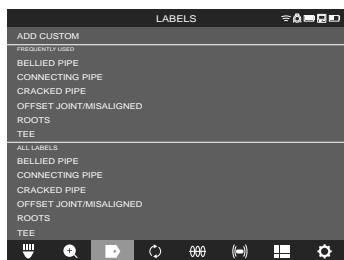 LABELS
ADD CUSTOM
FREQUENTLY USED
BELLIED PIPE
CONNECTING PIPE
CRACKED PIPE
OFFSET JOINT/MISALIGNED
ROOTS
TEE
ALL LABELS
BELLIED PIPE
CONNECTING PIPE
CRACKED PIPE
OFFSET JOINT/MISALIGNED
ROOTS
TEE